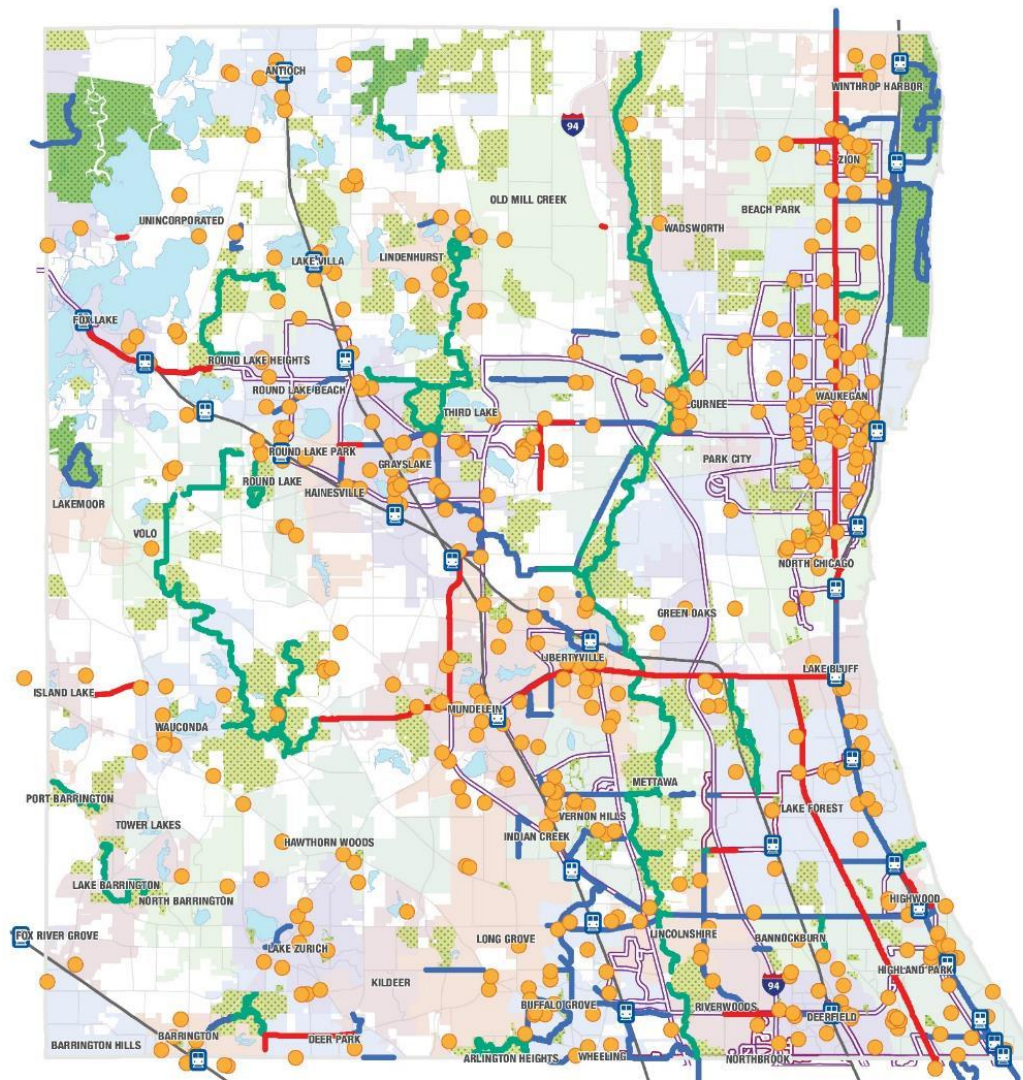 ANTIOCH
WINTHROP HARBOR
94
ZION
OLD MILL CREEK
BEACH PARK
UNINCORPORATED
WADSWORTH
LAKE VILLA
LINDENHURST
FOX LAKE
ROUND LAKE HEIGHTS
ROUND LAKE BEACH
WAUKEGAN
THIRD LAKE
GURNEE
ROUND LAKE PARK
PARK CITY
GRAYSLAKE
ROUND LAKE
HAINESVILLE
LAKEMOOR
VOLO
NORTH CHICAGO
GREEN OAKS
LIBERTYVILLE
LAKE BLUFF
ISLAND LAKE
MUNDELEIN
WAUCONDA
METTAWA
PORT BARRINGTON
LAKE FOREST
VERNON HILLS
TOWER LAKES
INDIAN CREEK
HAWTHORN WOODS
LAKE BARRINGTON
NORTH BARRINGTON
HIGHWOOD
FOX RIVER GROVE
LINCOLNSHIRE
LONG GROVE
BANNOCKBURN
LAKE ZURICH
HIGHLAND PARK
KILDEER
94
BUFFALO GROVE
RIVERWOODS
DEERFIELD
BARRINGTON
DEER PARK
BARRINGTON HILLS
ARLINGTON HEIGHTS
WHEELING
NORTHBROOK